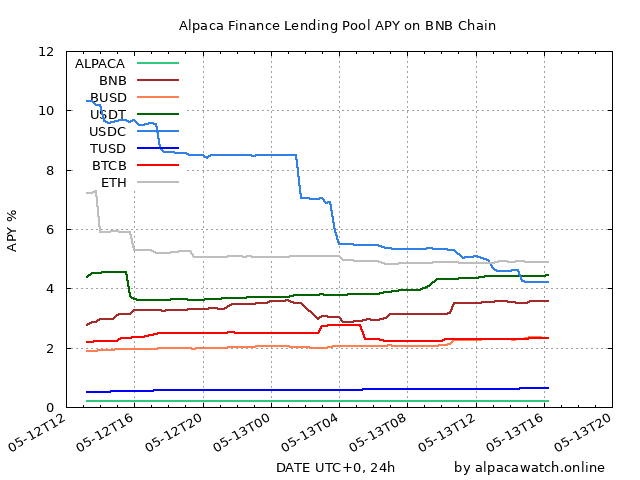 Alpaca Finance Lending Pool APY on BNB Chain
12
10
8
6
4
2
0
APY %
ALPACA
BNB
BUSD
USDT
USDC
TUSD
BTCB
ETH
05-12T12
05-12T16
05-12T20
05-13T00
05-13T04
05-13T08
05-13T12
05-13T16
05-13T20
DATE UTC+0, 24h
by alpacawatch.online